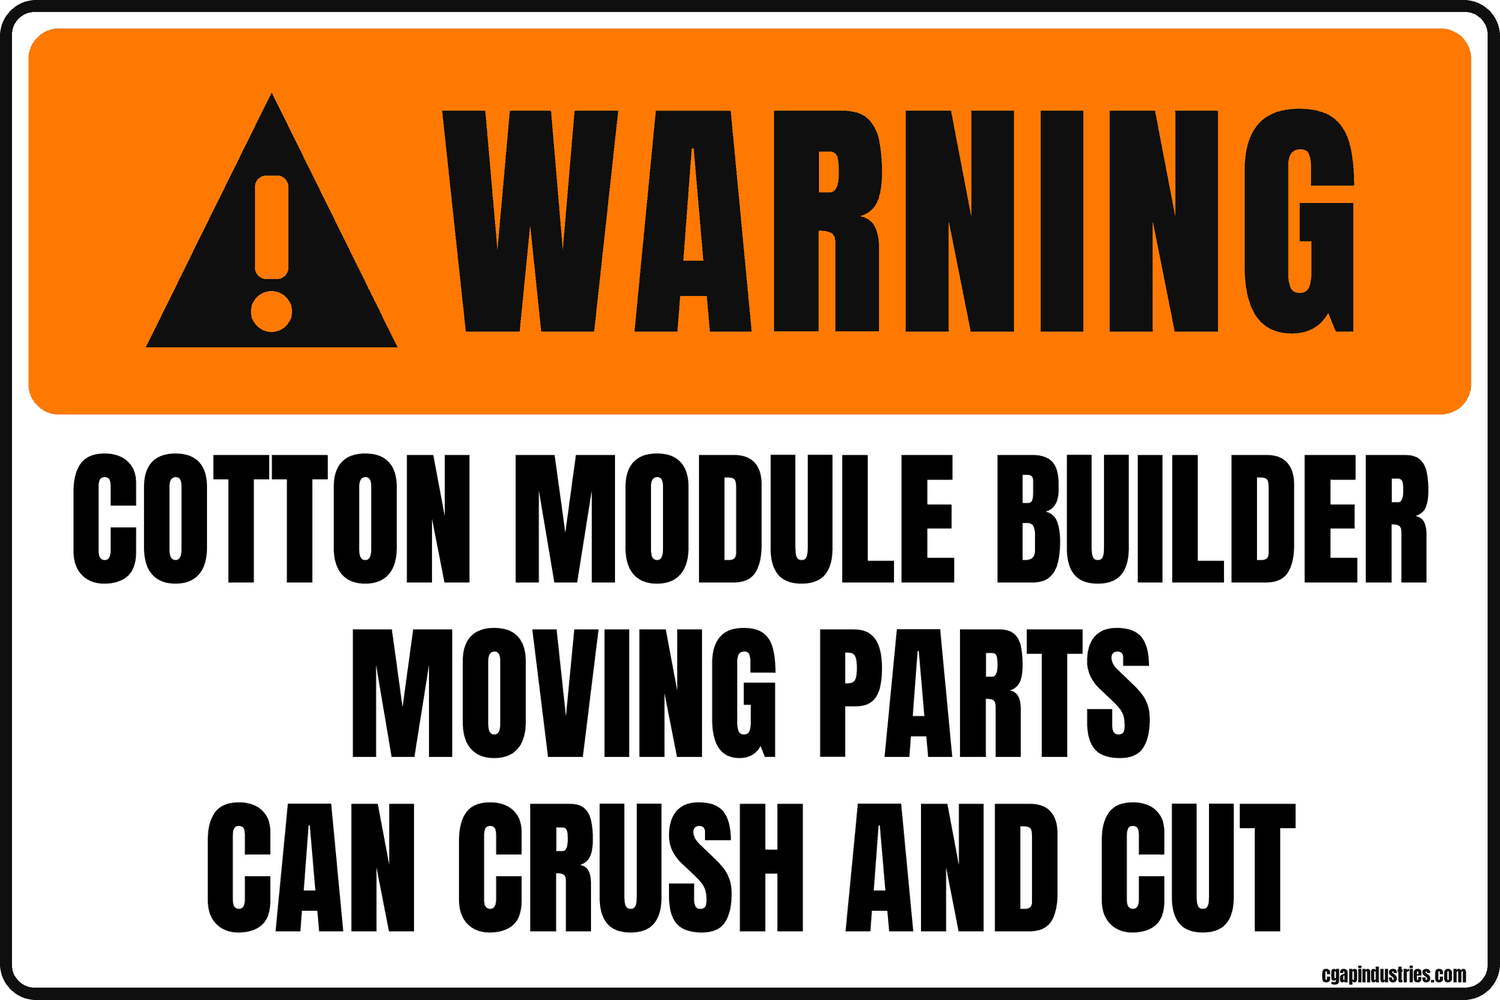 WARNING
COTTON MODULE BUILDER
MOVING PARTS
CAN CRUSH AND CUT
cgapindustries.com